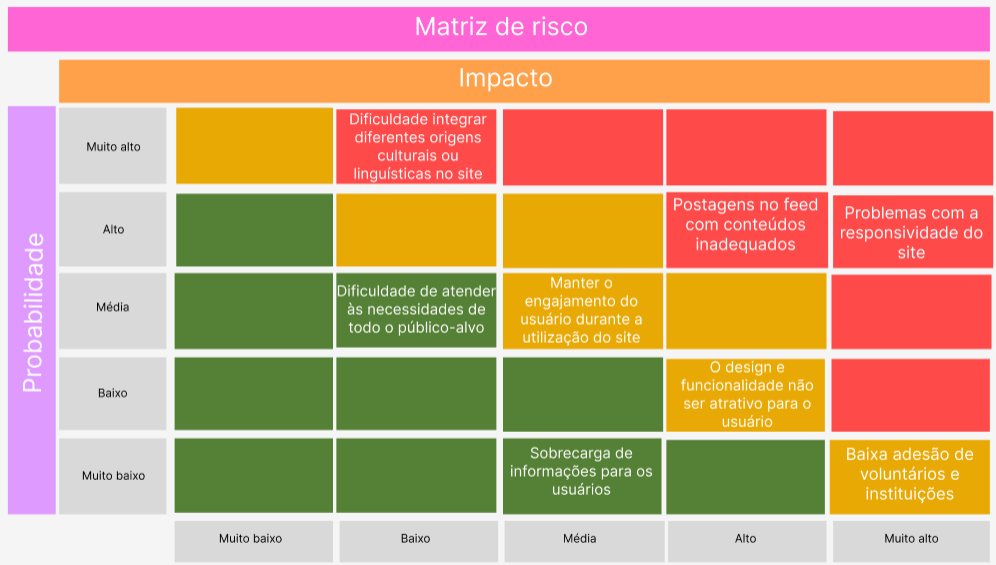 Matriz de risco
Impacto
Probabilidade
Muito alto
Dificuldade integrar
diferentes origens
culturais ou
linguísticas no site
Alto
Postagens no feed
com conteúdos
inadequados
Problemas com a
responsividade do
site
Média
Dificuldade de atender
às necessidades de
todo o público-alvo
Manter o
engajamento do
usuário durante a
utilização do site
Baixo
O design e
funcionalidade não
ser atrativo para o
usuário
Muito baixo
Sobrecarga de
informações para os
usuários
Baixa adesão de
voluntários e
instituições
Muito baixo
Baixo
Média
Alto
Muito alto